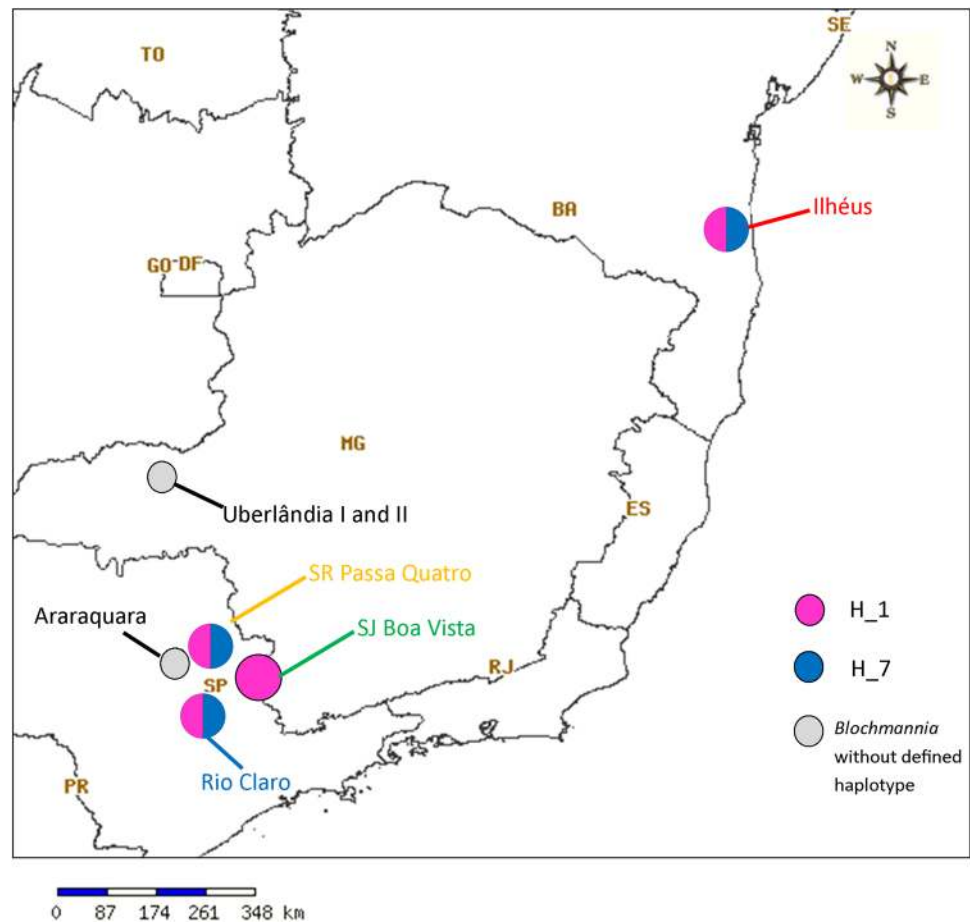 SE
TO
N
W E
S
BA
Ilhéus
GO DF
MG
Uberlândia I and II
ES
SR Passa Quatro
Araraquara
SJ Boa Vista
H_1
RJ
H_7
SP
Rio Claro
PR
Blochmannia
without defined
haplotype
0 87 174 261 348 km